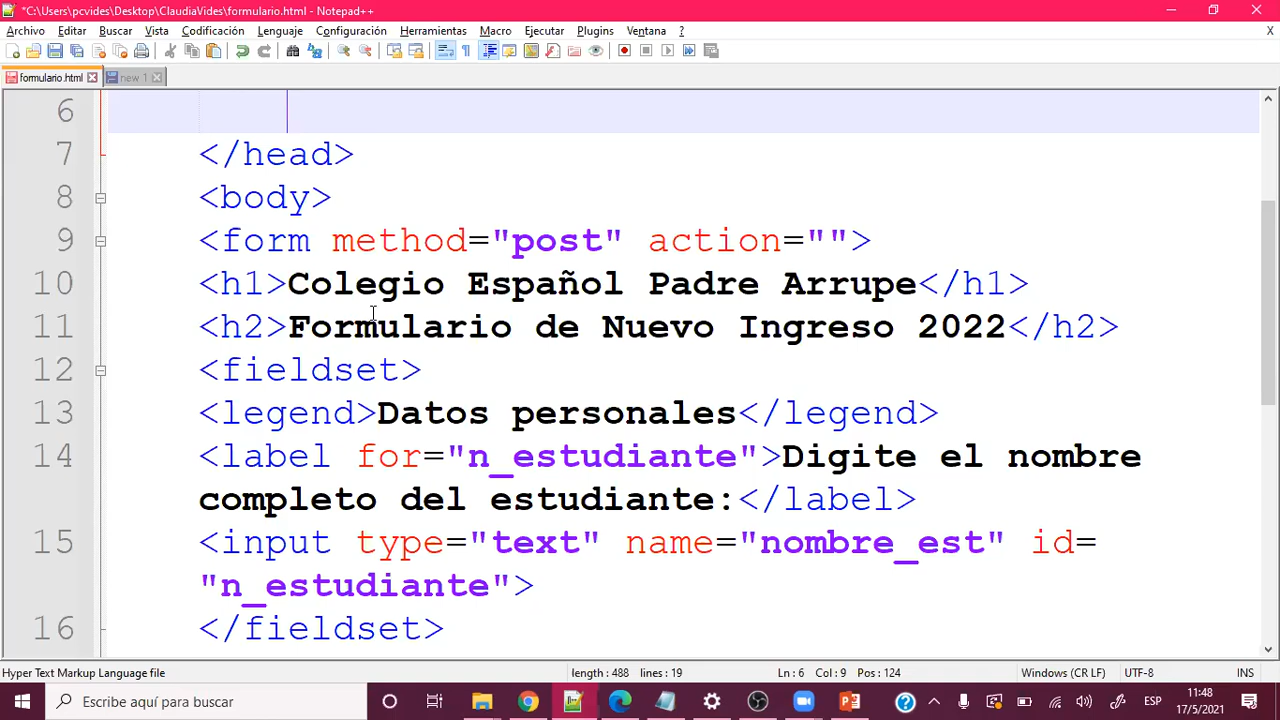 *C:\Users\pcvides\Desktop\ClaudiaVides\formulario.html - Notepad++
Archivo Editar Buscar Vista Codificación Lenguaje Configuración Herramientas Macro Ejecutar Plugins Ventana ? X
formulario.html new 1
6
7 </head>
8 <body>
9 <form method="post" action="">
10 <h1>Colegio Español Padre Arrupe</h1>
11 <h2>Formulario de Nuevo Ingreso 2022</h2>
12 <fieldset>
13 <legend>Datos personales</legend>
14 <label for="n_estudiante">Digite el nombre
completo del estudiante:</label>
15 <input type="text" name="nombre_est" id=
"n_estudiante">
16 </fieldset>
Hyper Text Markup Language file length : 488 lines : 19 Ln : 6 Col : 9 Pos : 124 Windows (CR LF) UTF-8 INS
Escribe aquí para buscar ESP 11:48
17/5/2021